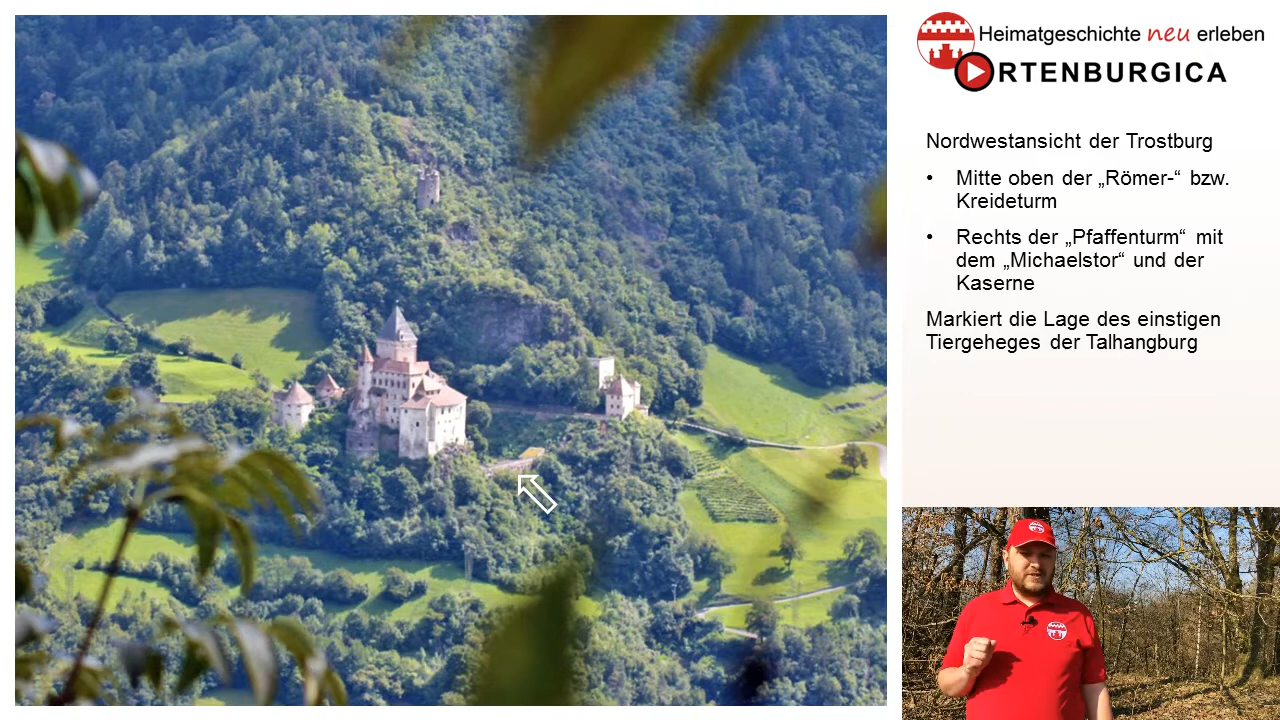 Heimatgeschichte neu erleben
ORTENBURGICA
Nordwestansicht der Trostburg
• Mitte oben der „Römer-“ bzw.
Kreideturm
• Rechts der „Pfaffenturm“ mit
dem „Michaelstor“ und der
Kaserne
Markiert die Lage des einstigen
Tiergeheges der Talhangburg